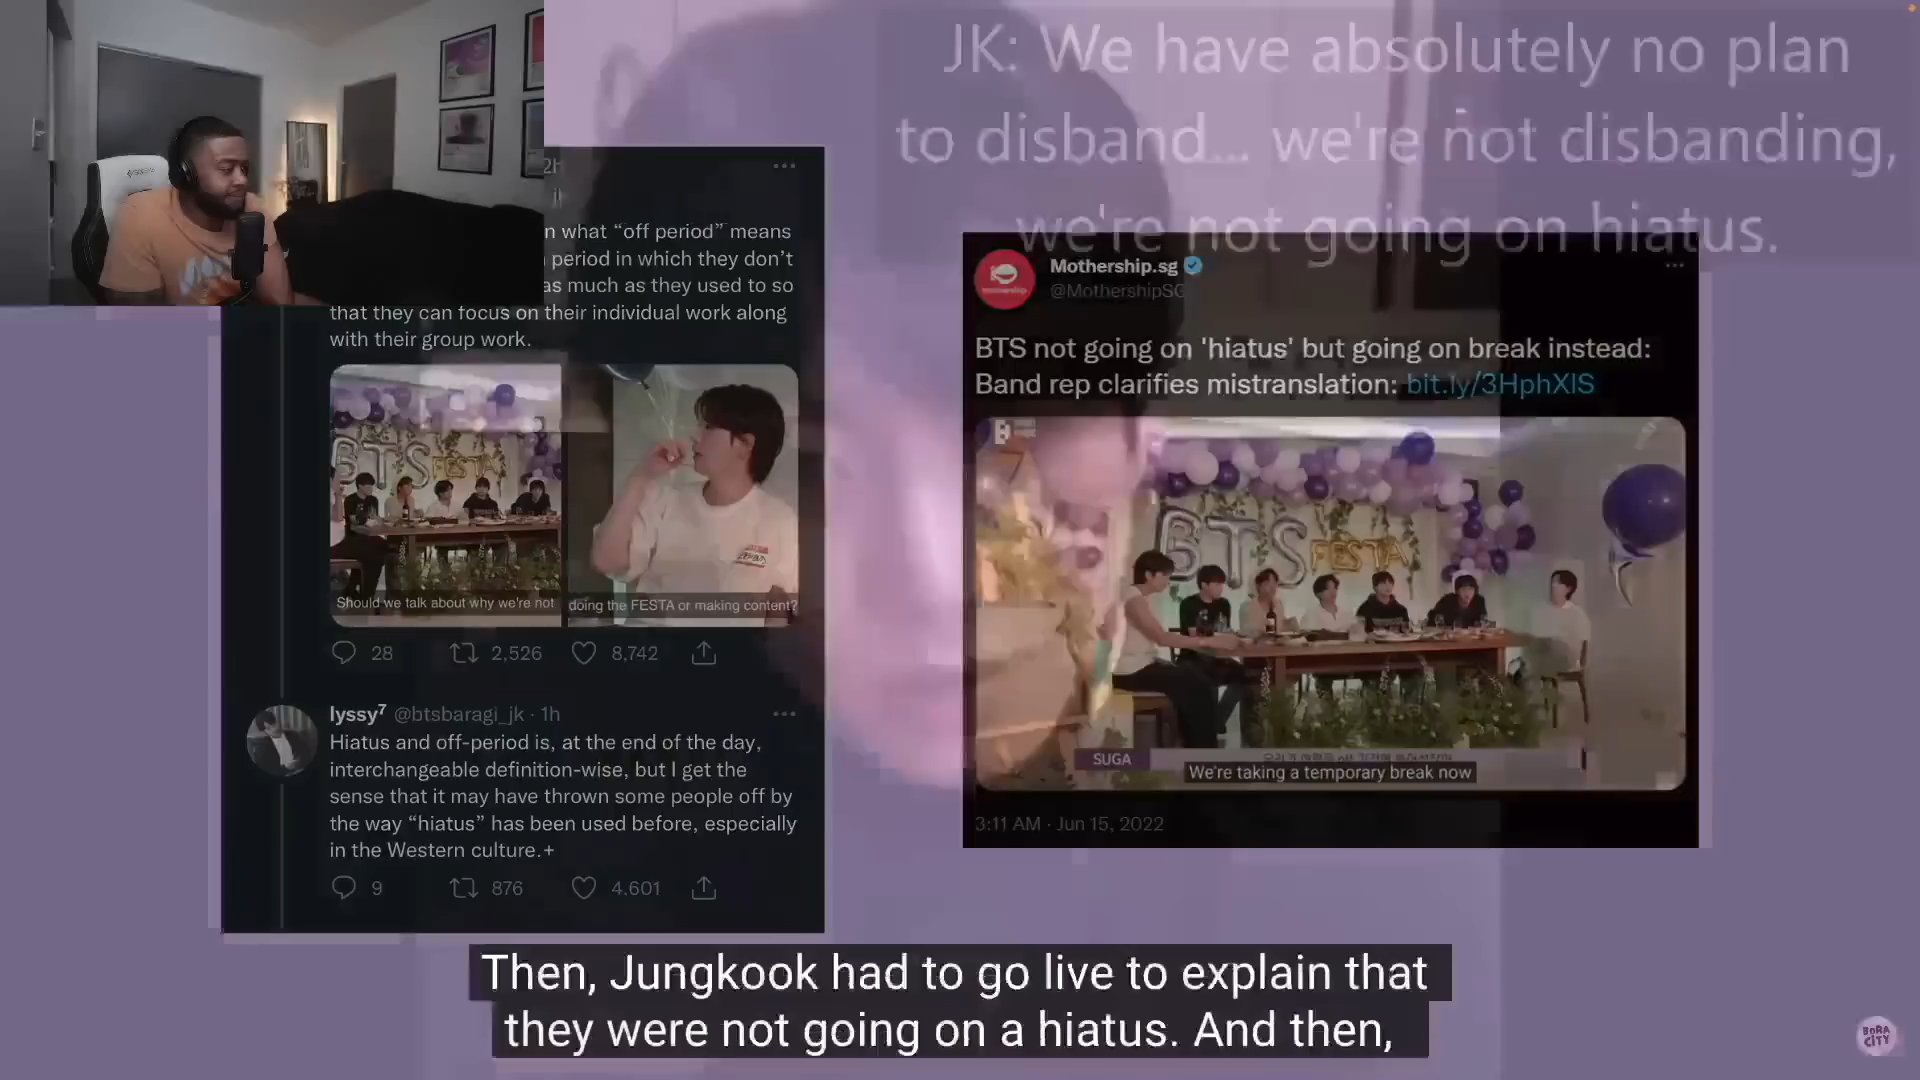 JK: We have absolutely no plan
to disband... we're not disbanding,
we're not going on hiatus.
2h
n what “off period” means
period in which they don’t
as much as they used to so
that they can focus on their individual work along
with their group work.
BTS FESTA
Should we talk about why we're not
doing the FESTA or making content?
28 2,526 8,742
lyssy⁷ @btsbaragi_jk · 1h
Hiatus and off-period is, at the end of the day,
interchangeable definition-wise, but I get the
sense that it may have thrown some people off by
the way “hiatus” has been used before, especially
in the Western culture.+
9 876 4,601
Mothership.sg
@MothershipSG
BTS not going on 'hiatus' but going on break instead:
Band rep clarifies mistranslation: bit.ly/3HphXlS
BTS FESTA
SUGA
We're taking a temporary break now
3:11 AM · Jun 15, 2022
Then, Jungkook had to go live to explain that
they were not going on a hiatus. And then,
BORA
CITY